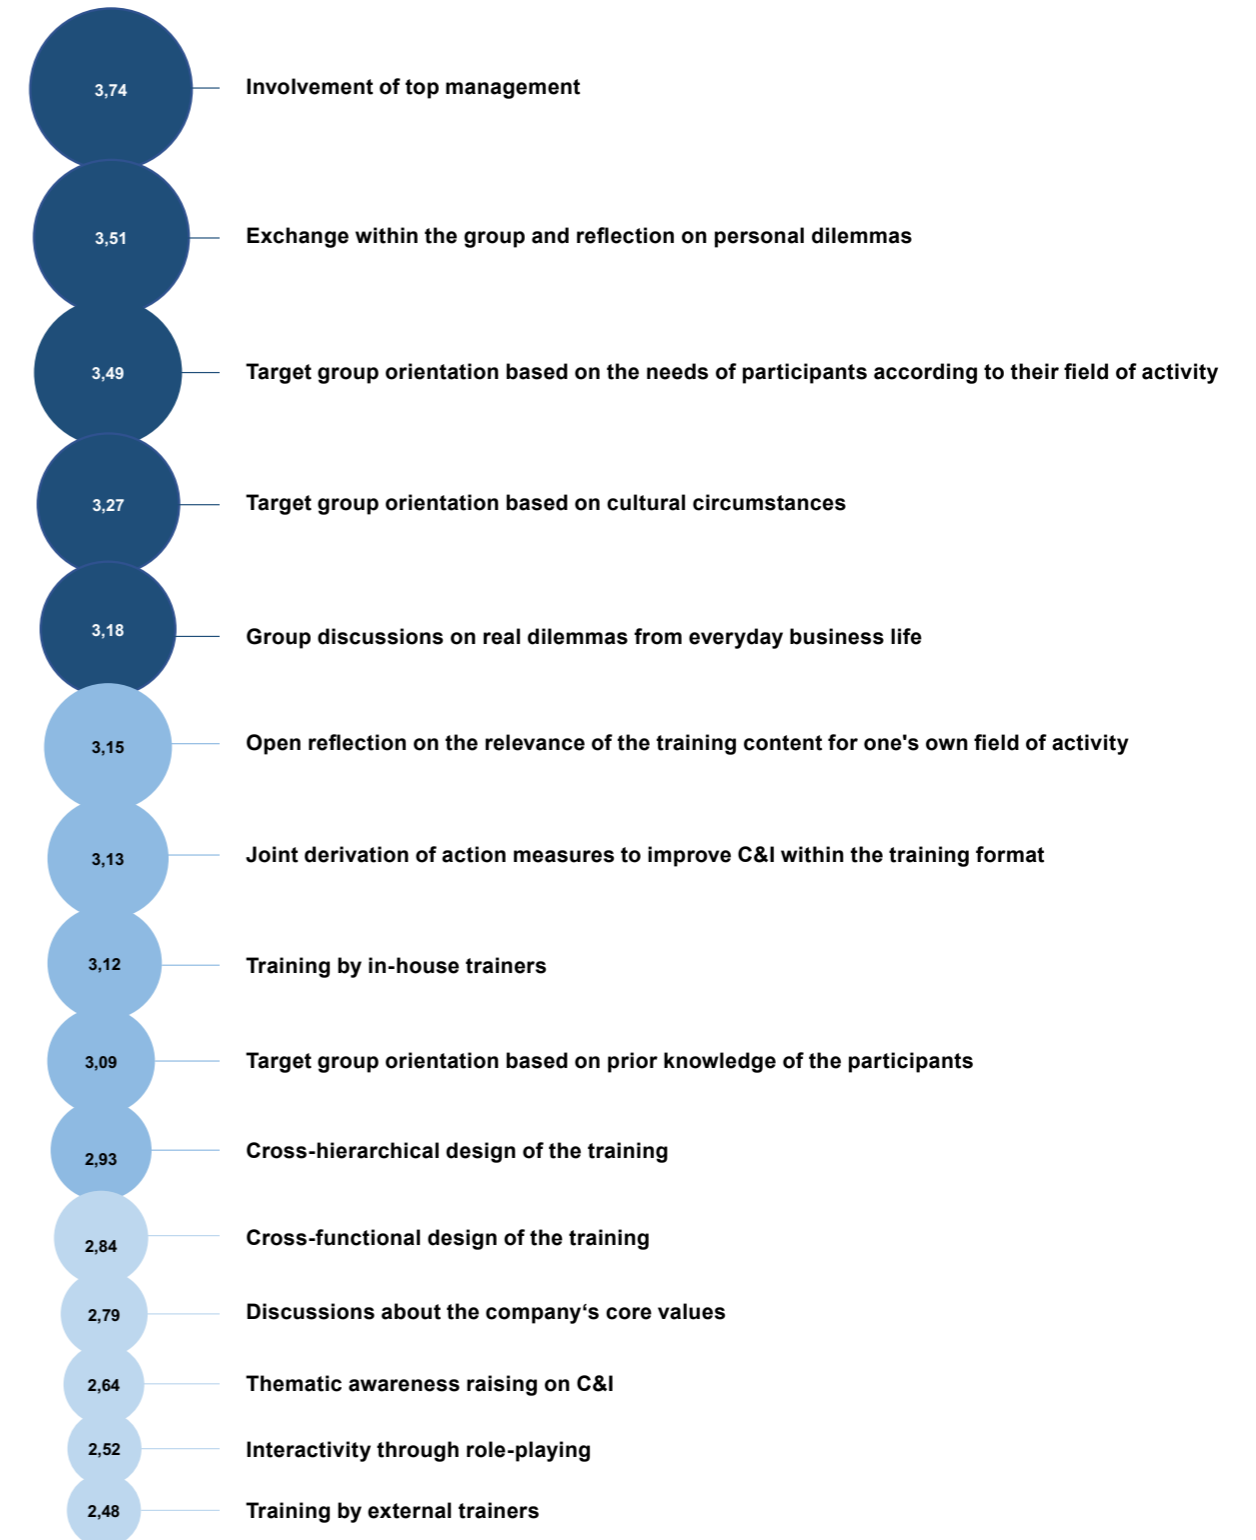 3,74 Involvement of top management
3,51 Exchange within the group and reflection on personal dilemmas
3,49 Target group orientation based on the needs of participants according to their field of activity
3,27 Target group orientation based on cultural circumstances
3,18 Group discussions on real dilemmas from everyday business life
3,15 Open reflection on the relevance of the training content for one's own field of activity
3,13 Joint derivation of action measures to improve C&I within the training format
3,12 Training by in-house trainers
3,09 Target group orientation based on prior knowledge of the participants
2,93 Cross-hierarchical design of the training
2,84 Cross-functional design of the training
2,79 Discussions about the company‘s core values
2,64 Thematic awareness raising on C&I
2,52 Interactivity through role-playing
2,48 Training by external trainers